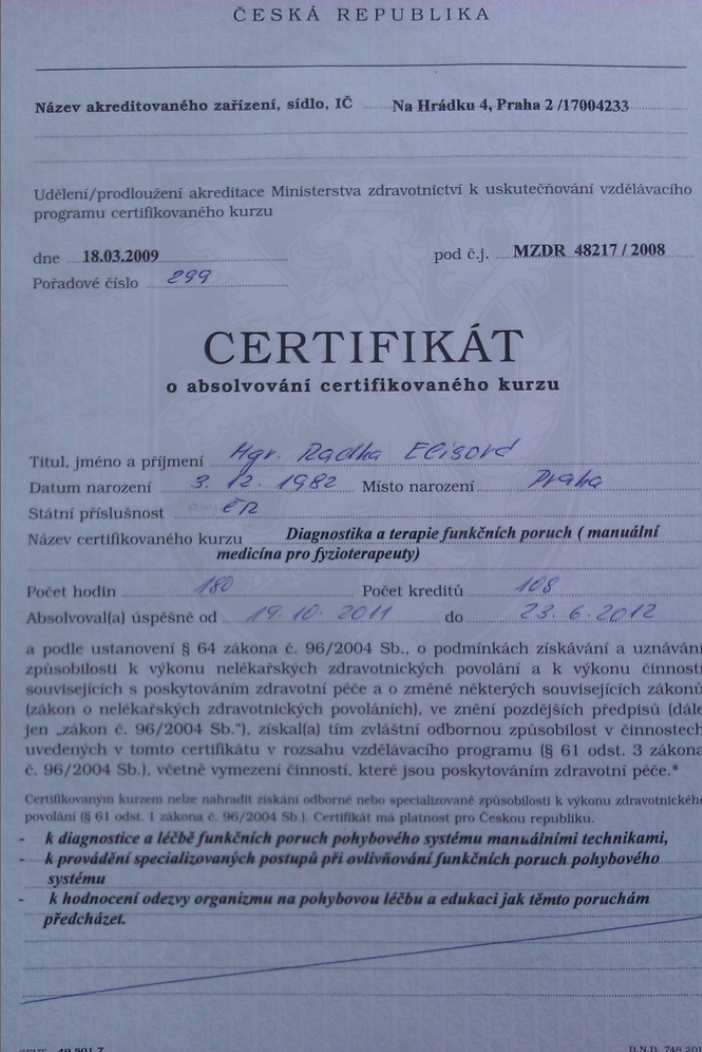 ČESKÁ REPUBLIKA
Název akreditovaného zařízení, sídlo, IČ Na Hrádku 4, Praha 2 /17004233
Udělení/prodloužení akreditace Ministerstva zdravotnictví k uskutečňování vzdělávacího
programu certifikovaného kurzu
dne 18.03.2009 pod č.j. MZDR 48217 / 2008
Pořadové číslo 299
CERTIFIKÁT
o absolvování certifikovaného kurzu
Titul, jméno a příjmení Mgr. Radka
Datum narození 3. 12. 1982 Místo narození Praha
Státní příslušnost ČR
Název certifikovaného kurzu Diagnostika a terapie funkčních poruch ( manuální
medicína pro fyzioterapeuty)
Počet hodin 180 Počet kreditů 108
Absolvoval(a) úspěšně od 19. 10. 2011 do 23. 6. 2012
a podle ustanovení § 64 zákona č. 96/2004 Sb., o podmínkách získávání a uznávání
způsobilosti k výkonu nelékařských zdravotnických povolání a k výkonu činností
souvisejících s poskytováním zdravotní péče a o změně některých souvisejících zákonů
(zákon o nelékařských zdravotnických povoláních), ve znění pozdějších předpisů (dále
jen „zákon č. 96/2004 Sb."), získal(a) tím zvláštní odbornou způsobilost v činnostech
uvedených v tomto certifikátu v rozsahu vzdělávacího programu (§ 61 odst. 3 zákona
č. 96/2004 Sb.), včetně vymezení činností, které jsou poskytováním zdravotní péče.*
Certifikovaným kurzem nelze nahradit získání odborné nebo specializované způsobilosti k výkonu zdravotnického
povolání (§ 61 odst. 1 zákona č. 96/2004 Sb.). Certifikát má platnost pro Českou republiku.
- k diagnostice a léčbě funkčních poruch pohybového systému manuálními technikami,
- k provádění specializovaných postupů při ovlivňování funkčních poruch pohybového
systému
- k hodnocení odezvy organizmu na pohybovou léčbu a edukaci jak těmto poruchám
předcházet.
49 501 7